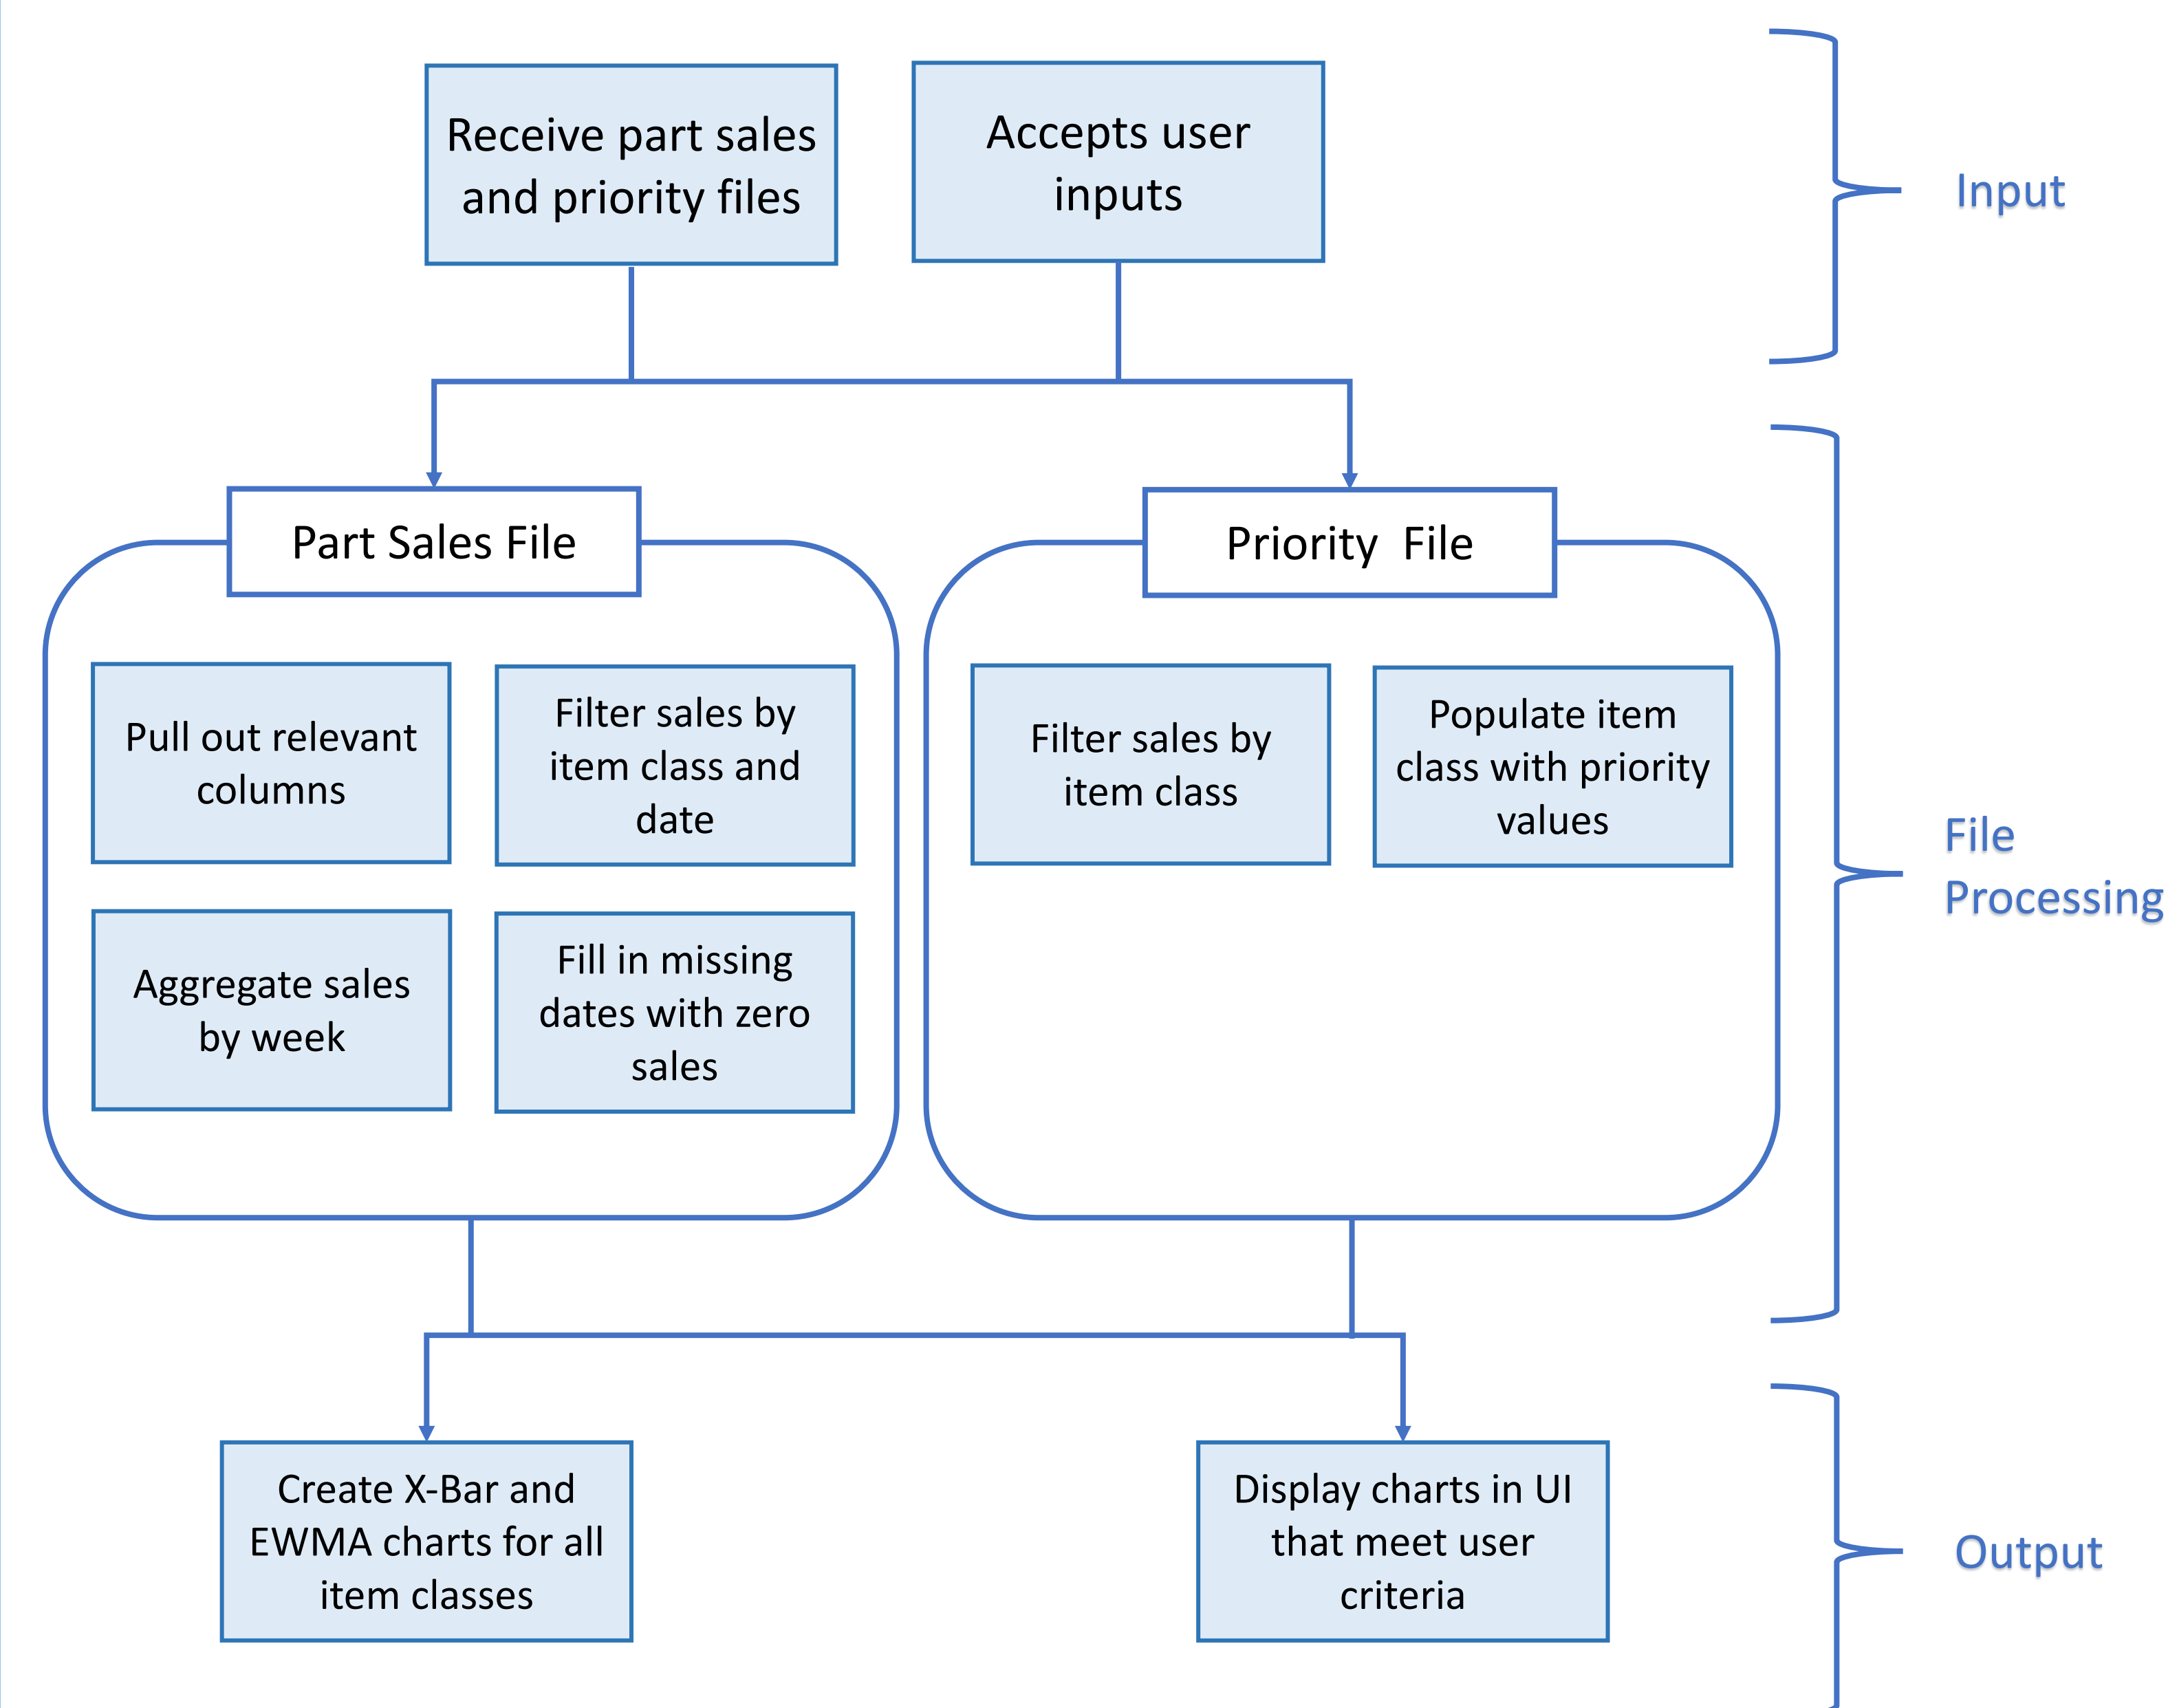 Receive part sales
and priority files
Accepts user
inputs
Input
Part Sales File
Priority File
Pull out relevant
columns
Filter sales by
item class and
date
Filter sales by
item class
Populate item
class with priority
values
File
Processing
Aggregate sales
by week
Fill in missing
dates with zero
sales
Create X-Bar and
EWMA charts for all
item classes
Display charts in UI
that meet user
criteria
Output